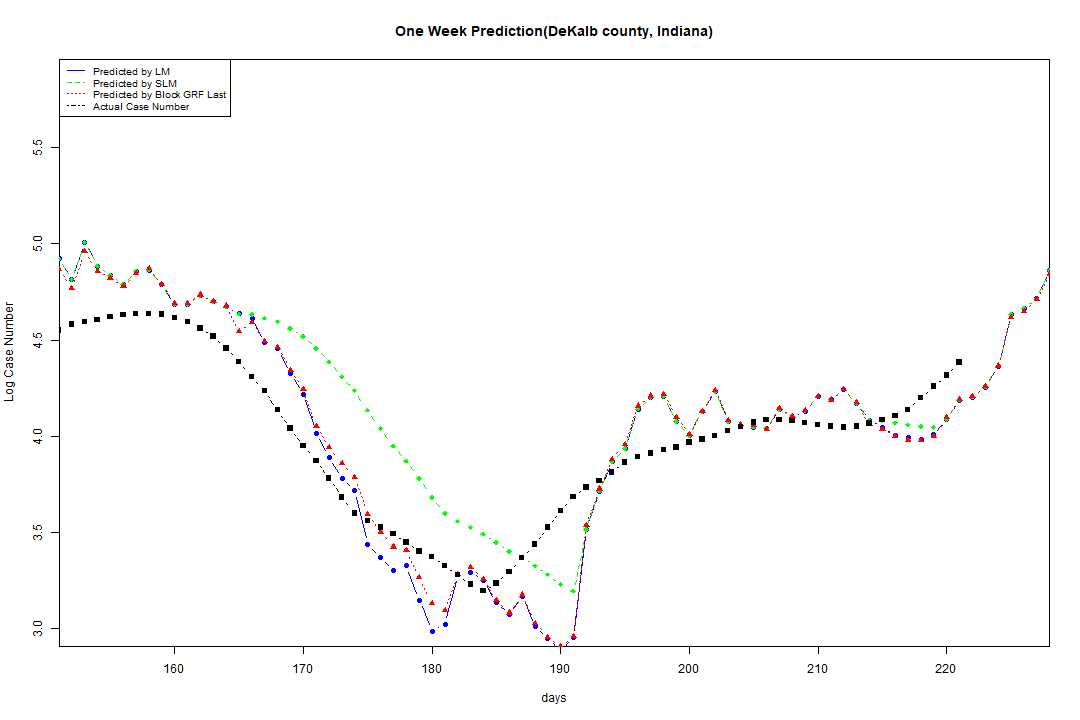 One Week Prediction(DeKalb county, Indiana)
Predicted by LM
Predicted by SLM
Predicted by Block GRF Last
Actual Case Number
5.5
5.0
4.5
4.0
3.5
3.0
Log Case Number
160 170 180 190 200 210 220
days